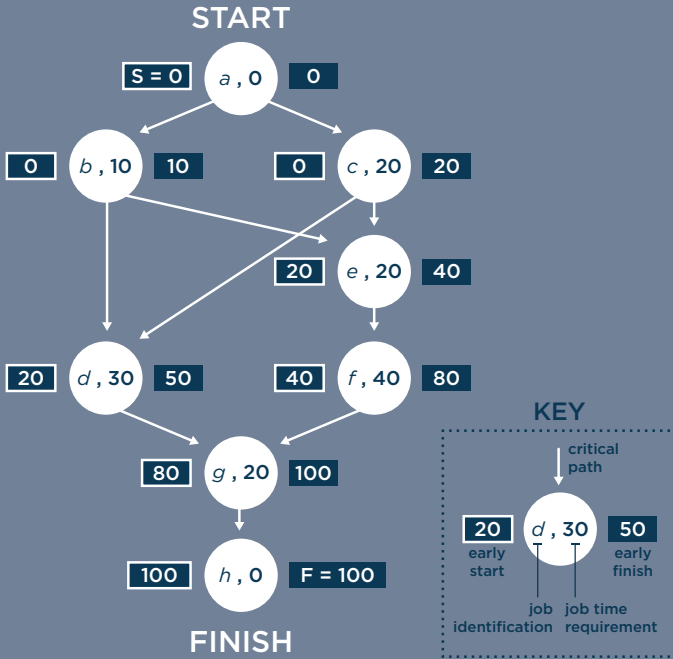 START
S = 0 a , 0 0
0 b , 10 10 0 c , 20 20
20 e , 20 40
20 d , 30 50 40 f , 40 80
80 g , 20 100
100 h , 0 F = 100
FINISH
KEY
critical
path
20 d , 30 50
early
start
early
finish
job
identification
job time
requirement